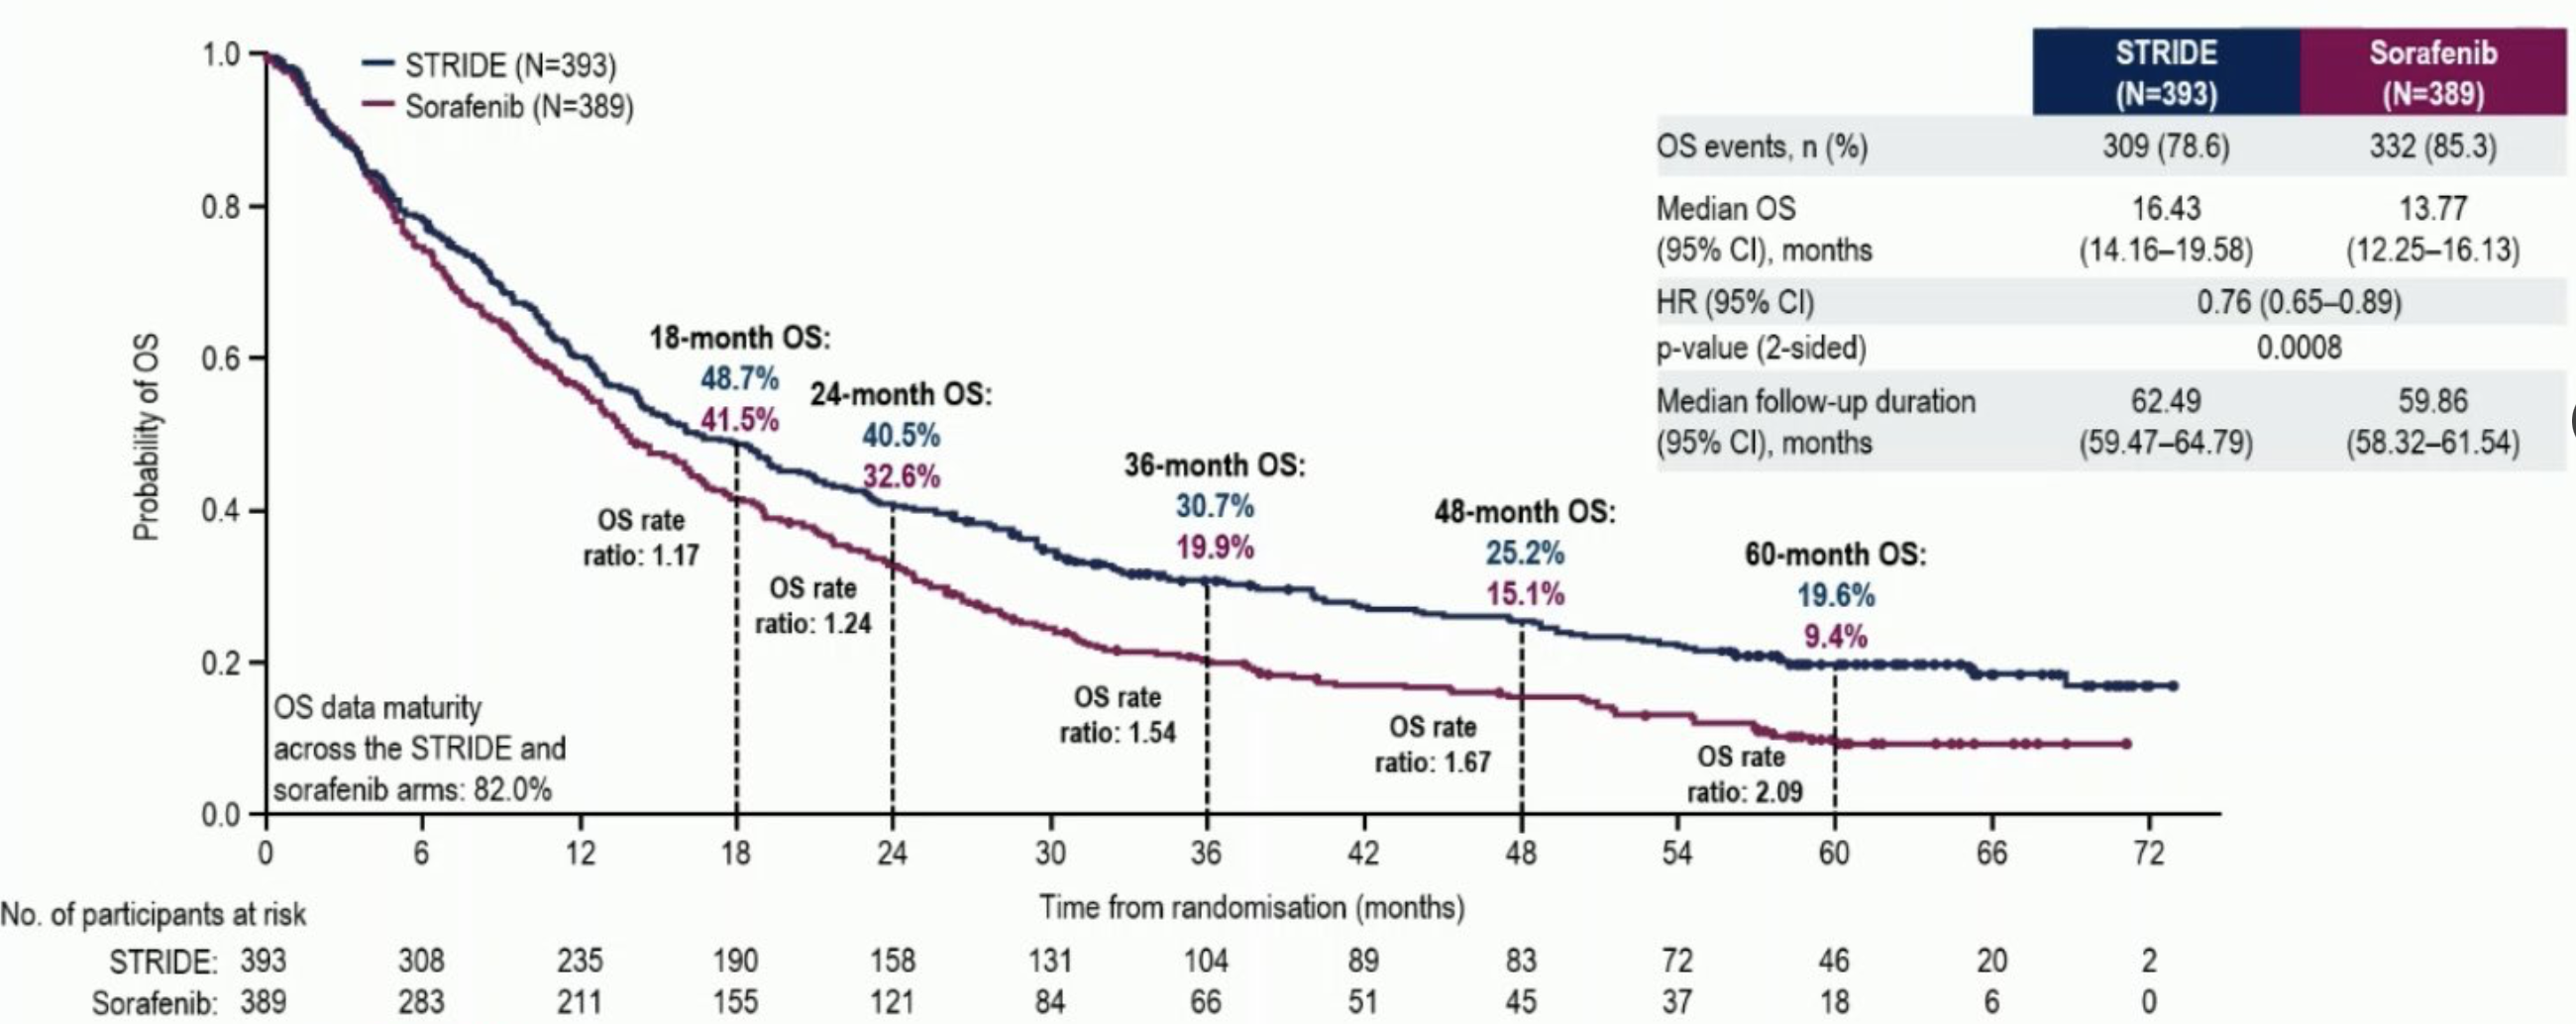 STRIDE (N=393)
Sorafenib (N=389)
1.0
0.8
0.6
0.4
0.2
0.0
Probability of OS
18-month OS:
48.7%
41.5%
24-month OS:
40.5%
32.6%
36-month OS:
30.7%
19.9%
48-month OS:
25.2%
15.1%
60-month OS:
19.6%
9.4%
OS rate
ratio: 1.17
OS rate
ratio: 1.24
OS rate
ratio: 1.54
OS rate
ratio: 1.67
OS rate
ratio: 2.09
OS data maturity
across the STRIDE and
sorafenib arms: 82.0%
0 6 12 18 24 30 36 42 48 54 60 66 72
Time from randomisation (months)
No. of participants at risk
STRIDE: 393 308 235 190 158 131 104 89 83 72 46 20 2
Sorafenib: 389 283 211 155 121 84 66 51 45 37 18 6 0
STRIDE Sorafenib
(N=393) (N=389)
OS events, n (%) 309 (78.6) 332 (85.3)
Median OS 16.43 13.77
(95% CI), months (14.16–19.58) (12.25–16.13)
HR (95% CI) 0.76 (0.65–0.89)
p-value (2-sided) 0.0008
Median follow-up duration 62.49 59.86
(95% CI), months (59.47–64.79) (58.32–61.54)